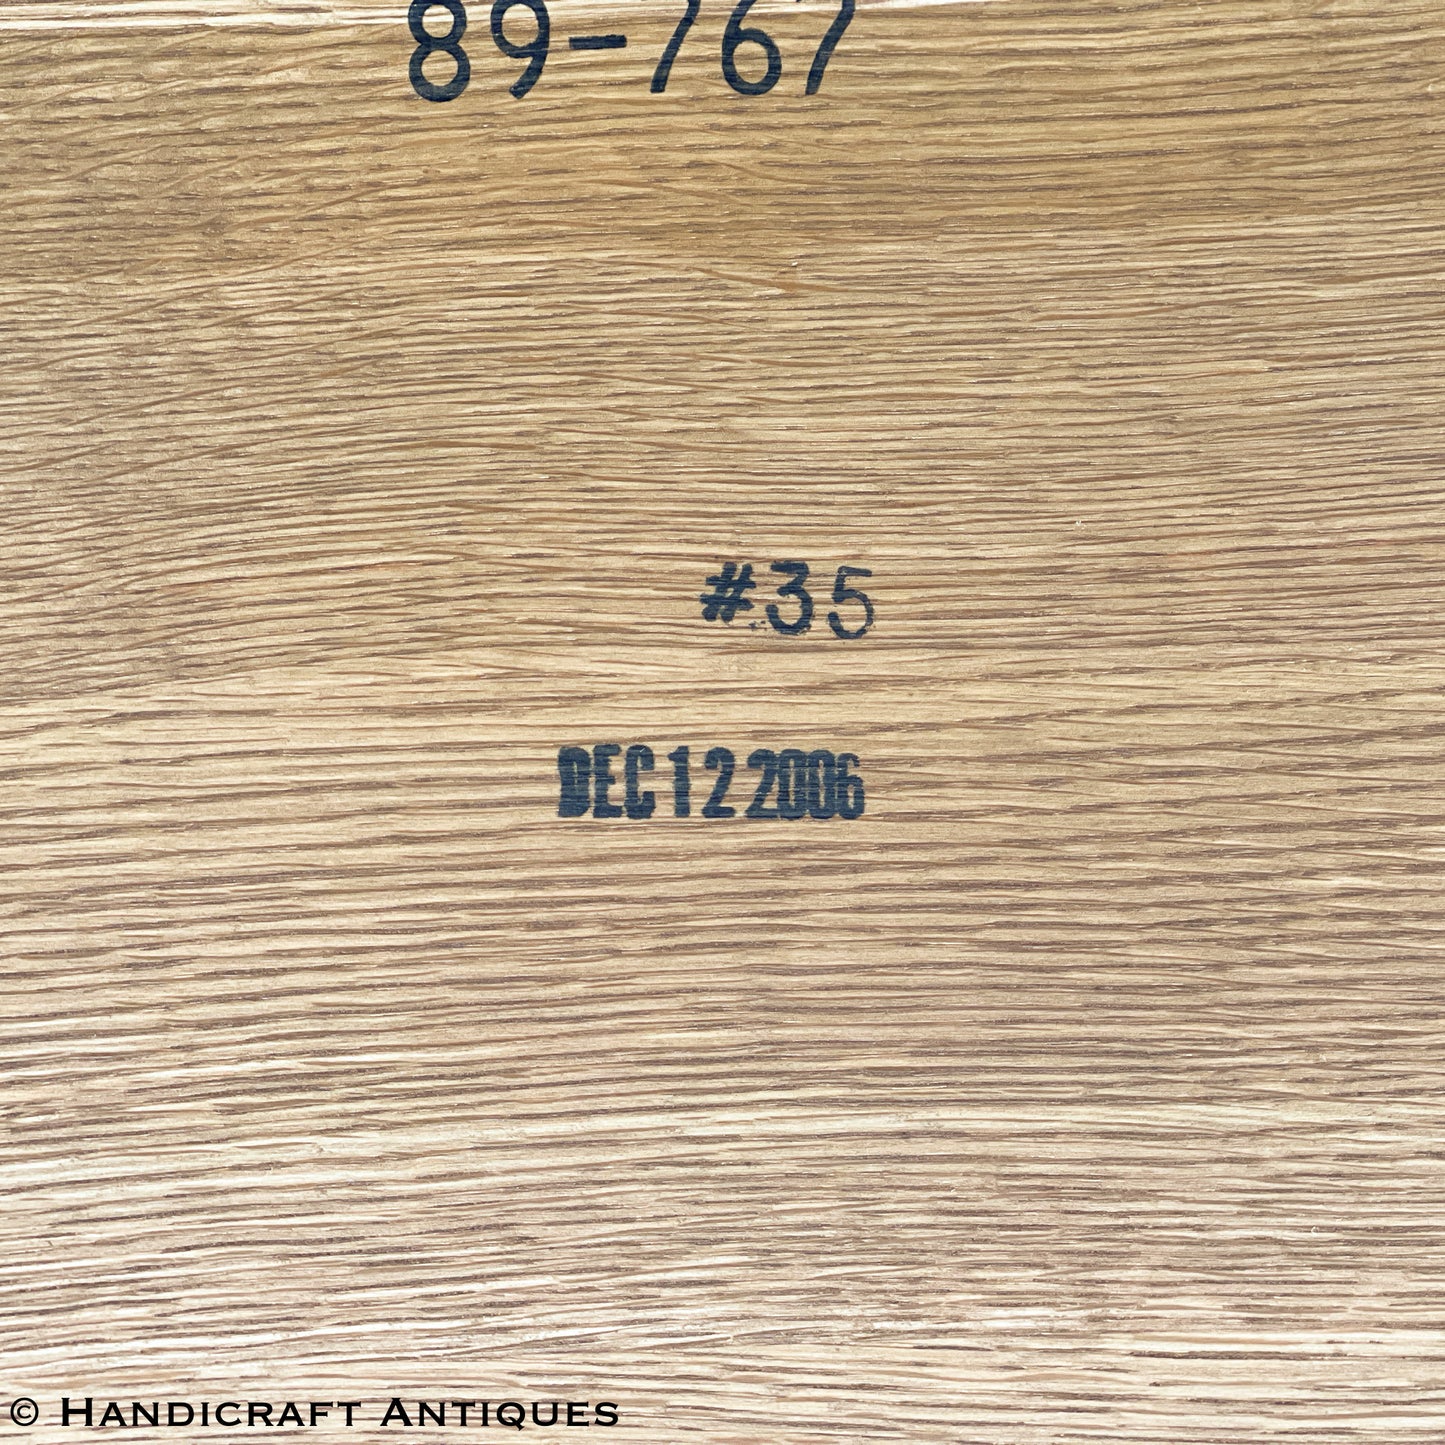 89-767
#35
DEC 12 2006
© Handicraft Antiques